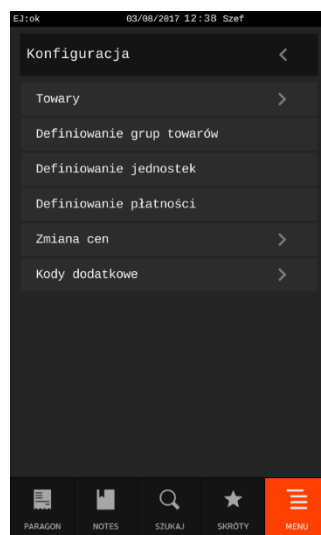 EJ:ok 03/08/2017 12:38 Szef
Konfiguracja
Towary
Definiowanie grup towarów
Definiowanie jednostek
Definiowanie płatności
Zmiana cen
Kody dodatkowe
PARAGON NOTES SZUKAJ SKRÓTY MENU